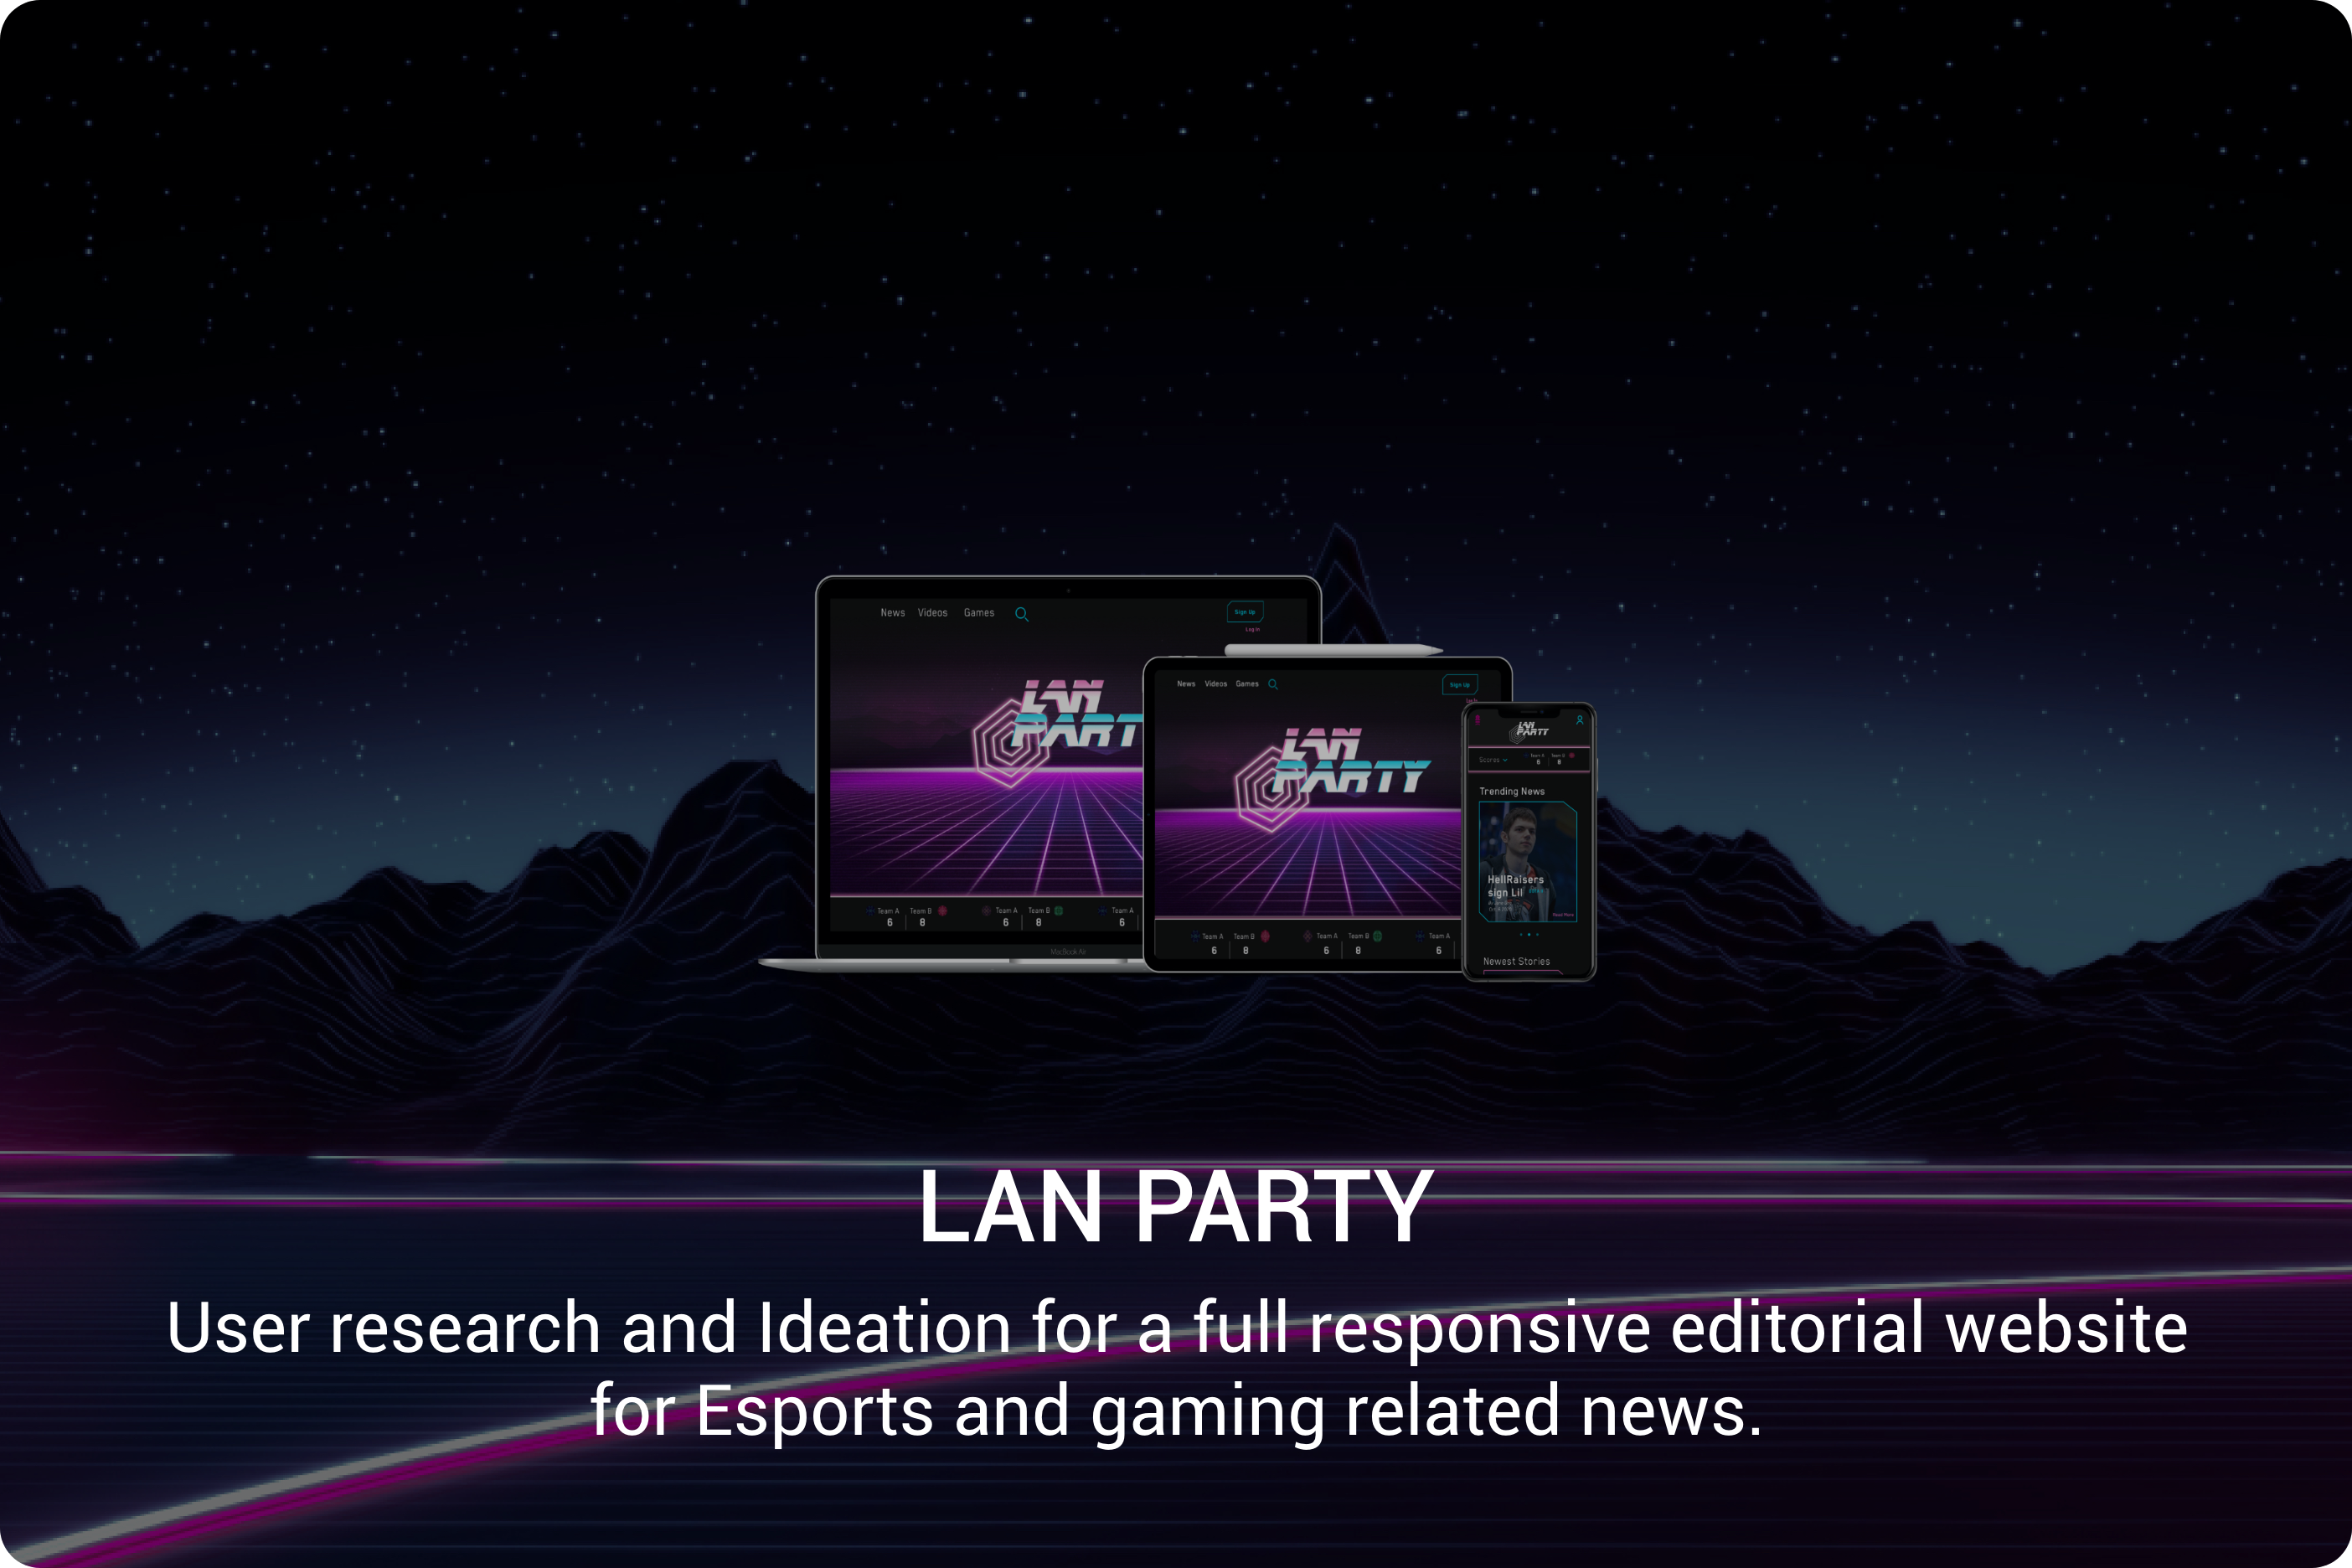 News Videos Games
Sign Up
Log In
LAN
PART
Team A Team B Team A Team B Team A
6 8 6 8 6
MacBook Air
News Videos Games
Sign Up
LAN
PARTY
Team A Team B Team A Team B Team A
6 8 6 8 6
LAN
PARTY
Scores
Team A Team B
6 8
Trending News
HellRaisers
sign Lil
Read More
Newest Stories
LAN PARTY
User research and Ideation for a full responsive editorial website
for Esports and gaming related news.